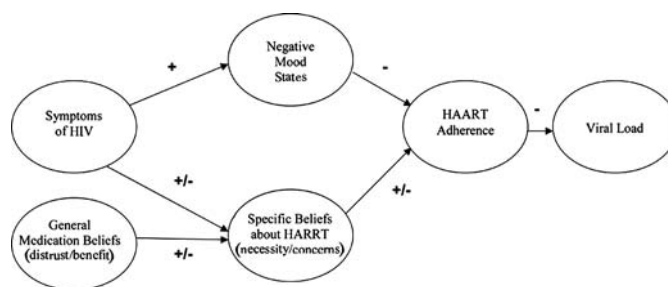 Negative
Mood
States
+
-
Symptoms
of HIV
HAART
Adherence
-
Viral Load
+/-
+/-
General
Medication Beliefs
(distrust/benefit)
+/-
Specific Beliefs
about HARRT
(necessity/concerns)